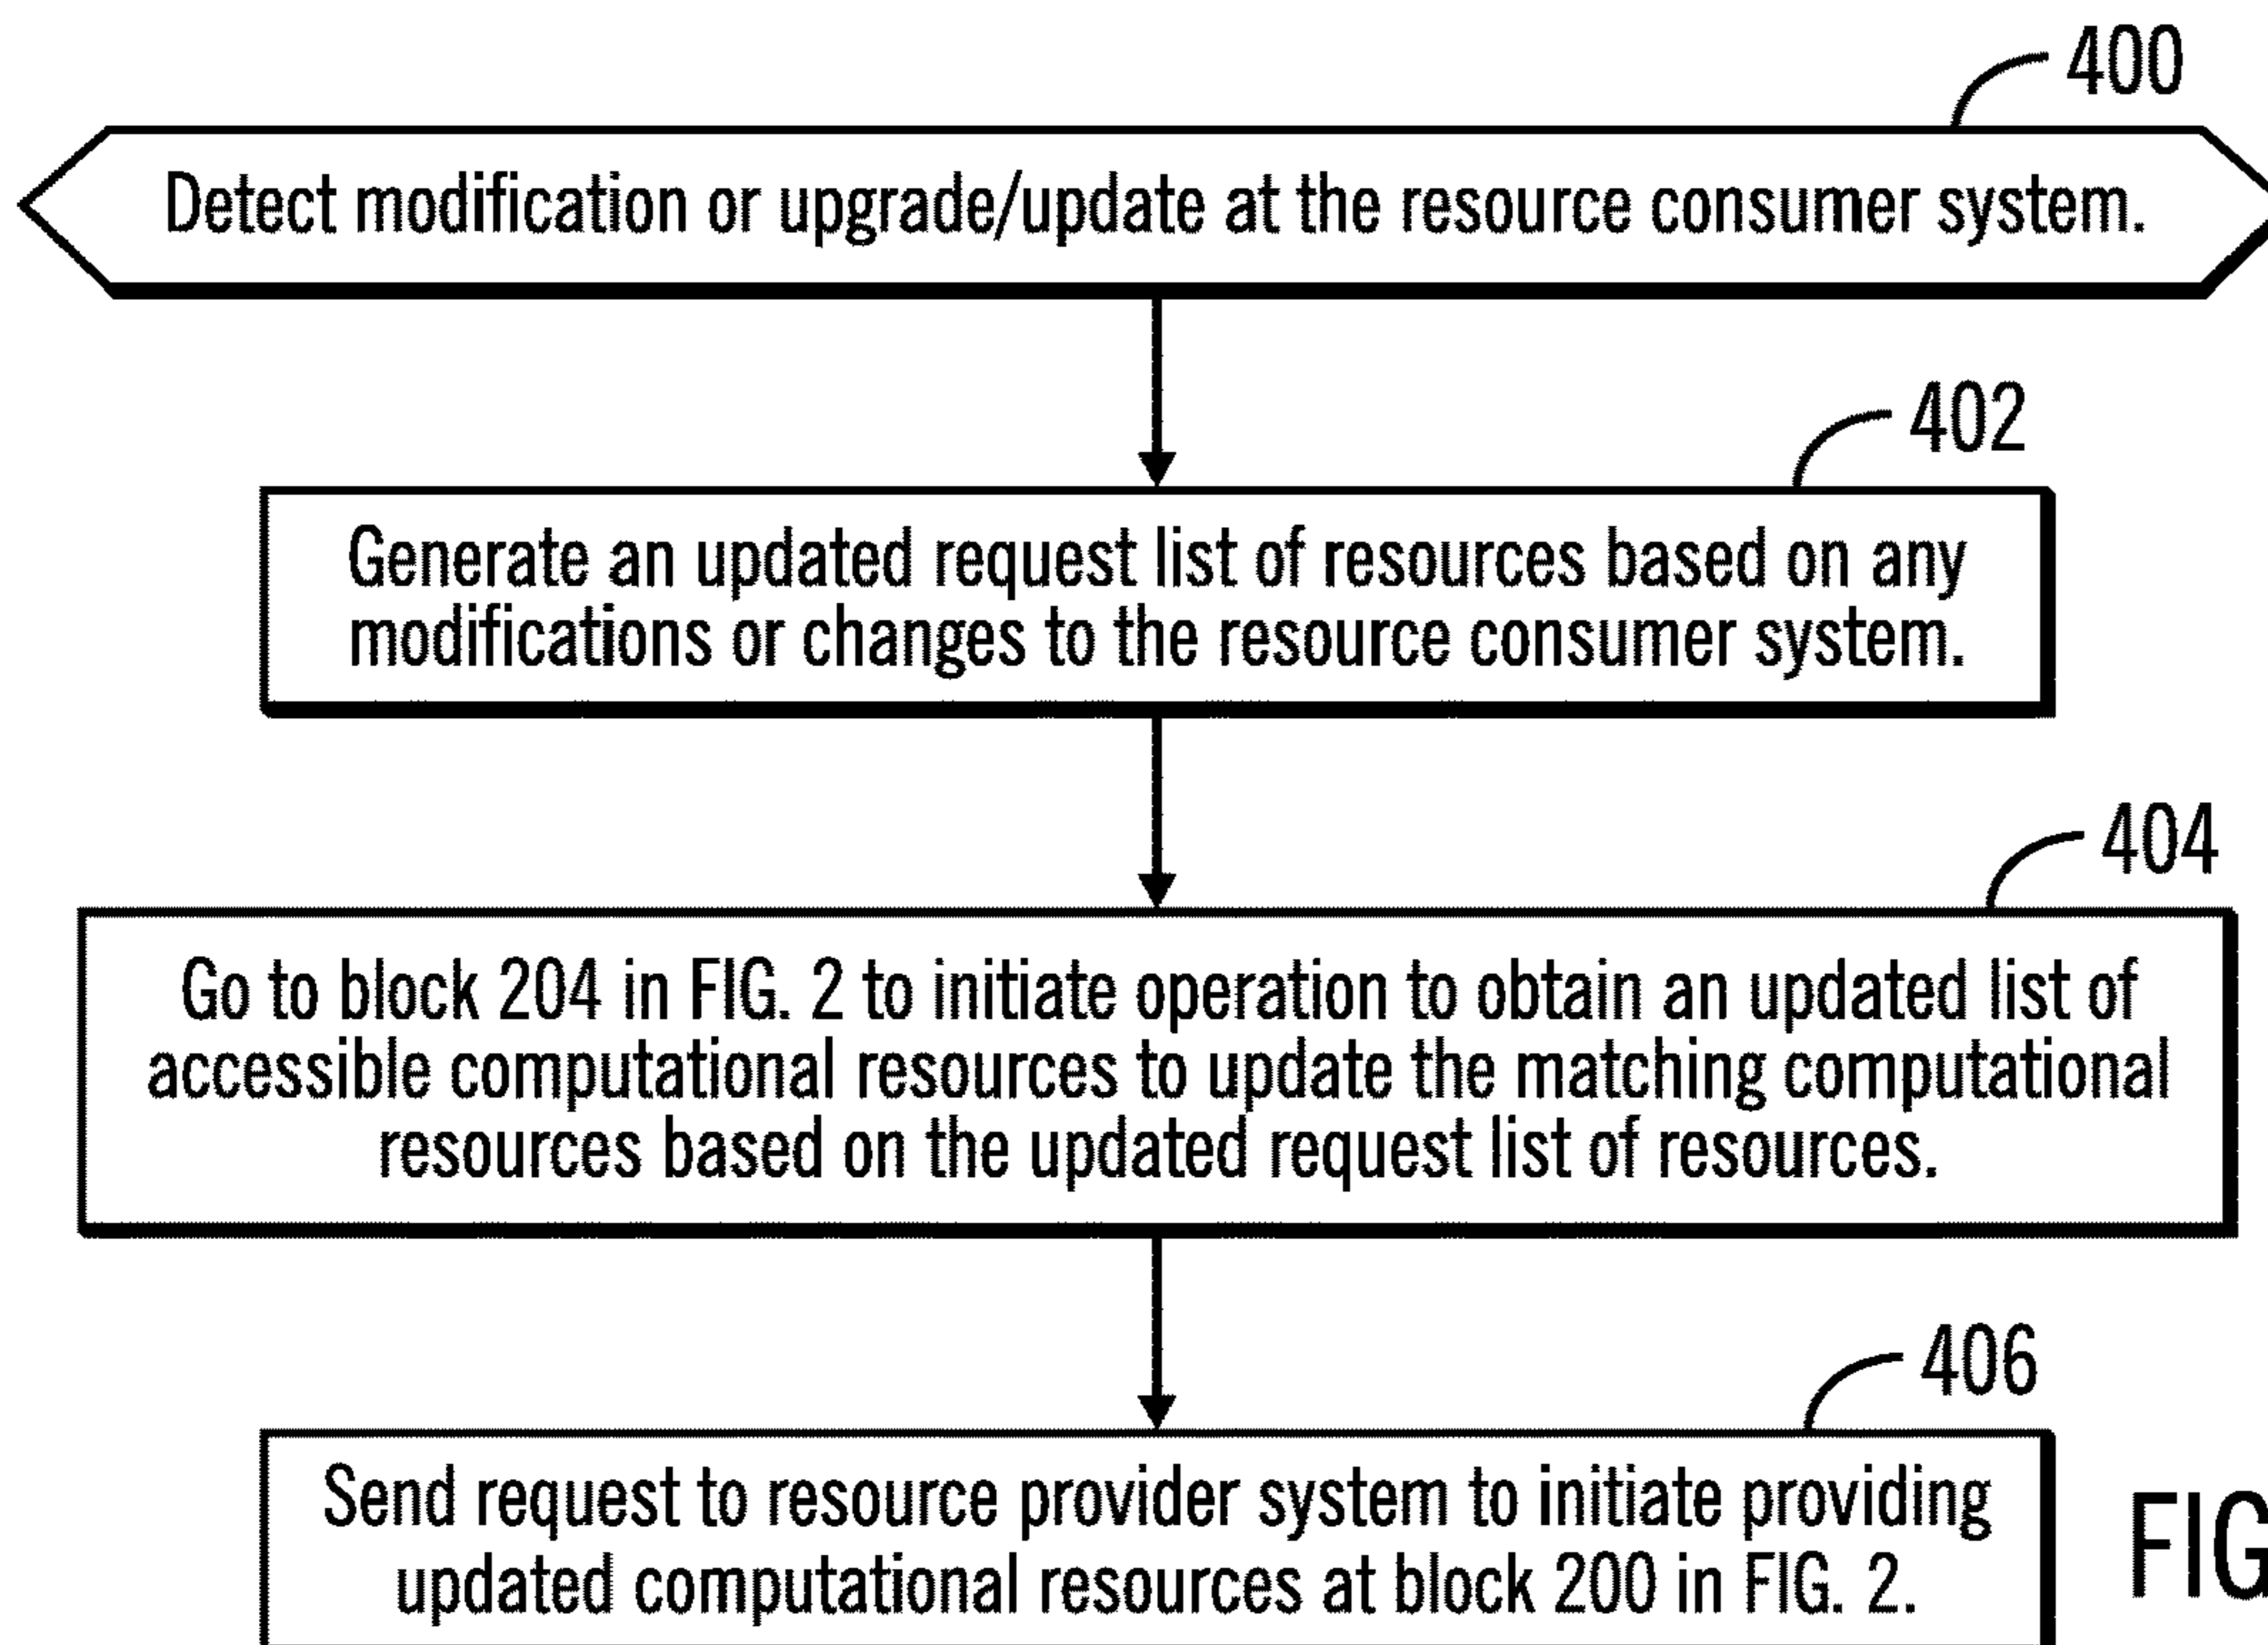 400
Detect modification or upgrade/update at the resource consumer system.
402
Generate an updated request list of resources based on any
modifications or changes to the resource consumer system.
404
Go to block 204 in FIG. 2 to initiate operation to obtain an updated list of
accessible computational resources to update the matching computational
resources based on the updated request list of resources.
406
Send request to resource provider system to initiate providing
updated computational resources at block 200 in FIG. 2.
FIG